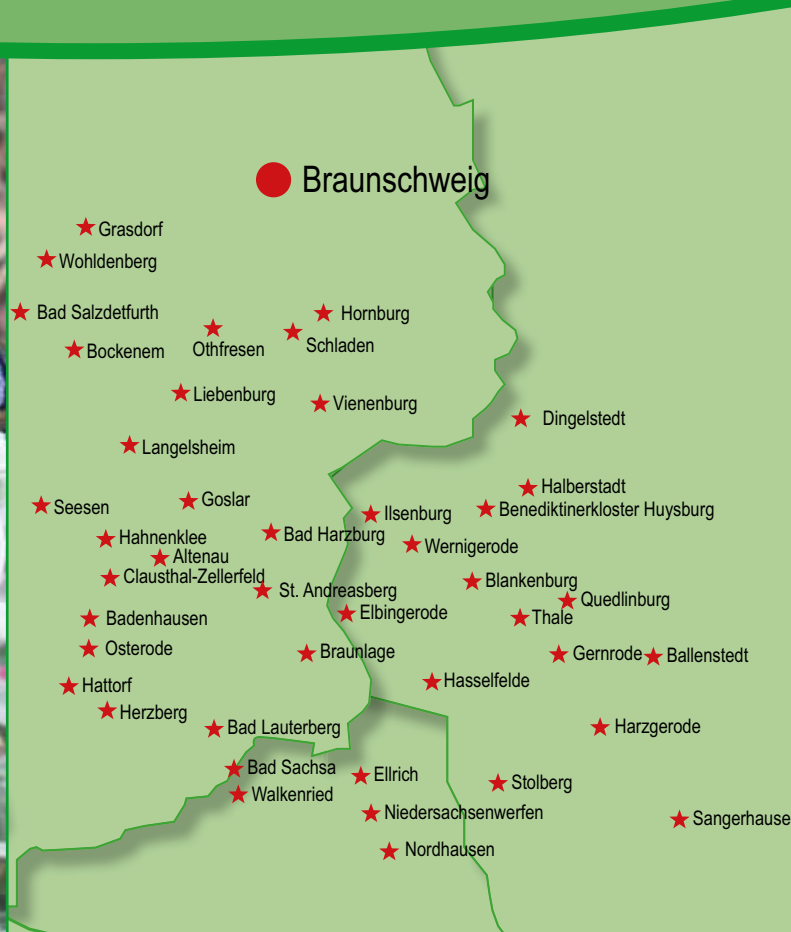 Braunschweig
Grasdorf
Wohldenberg
Bad Salzdetfurth
Hornburg
Othfresen
Schladen
Bockenem
Liebenburg
Vienenburg
Dingelstedt
Langelsheim
Halberstadt
Seesen
Goslar
Ilsenburg
Benediktinerkloster Huysburg
Hahnenklee
Bad Harzburg
Wernigerode
Altenau
Clausthal-Zellerfeld
St. Andreasberg
Blankenburg
Quedlinburg
Badenhausen
Elbingerode
Thale
Osterode
Braunlage
Gernrode
Ballenstedt
Hattorf
Hasselfelde
Herzberg
Bad Lauterberg
Harzgerode
Bad Sachsa
Ellrich
Stolberg
Walkenried
Niedersachsenwerfen
Sangerhause
Nordhausen